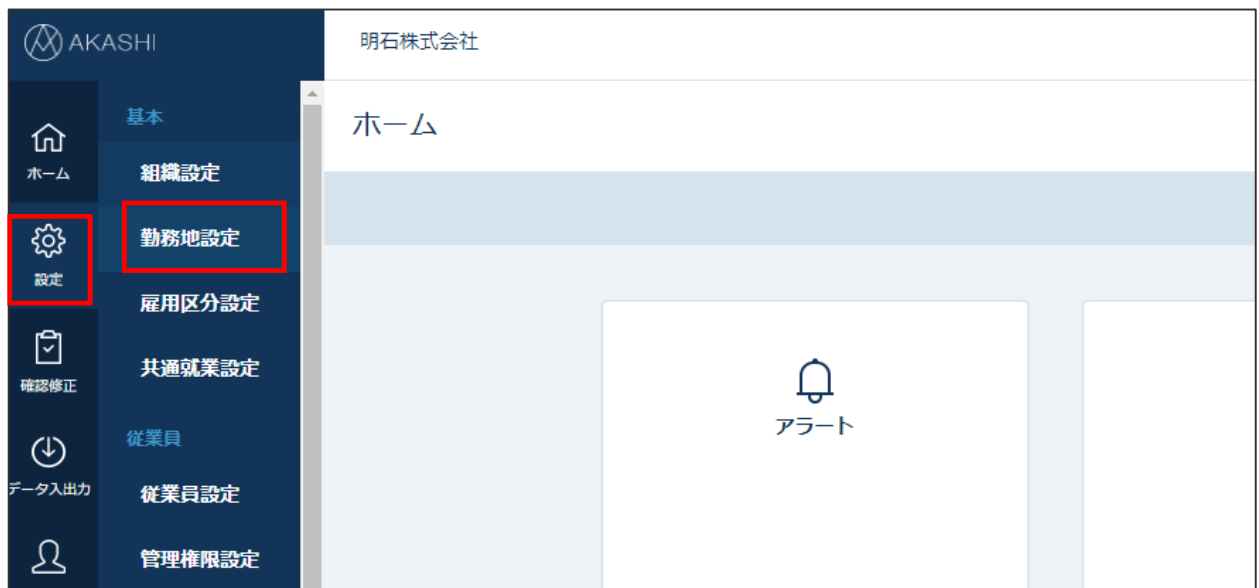 AKASHI
明石株式会社
ホーム
設定
確認修正
データ入出力
基本
組織設定
勤務地設定
雇用区分設定
共通就業設定
従業員
従業員設定
管理権限設定
ホーム
アラート